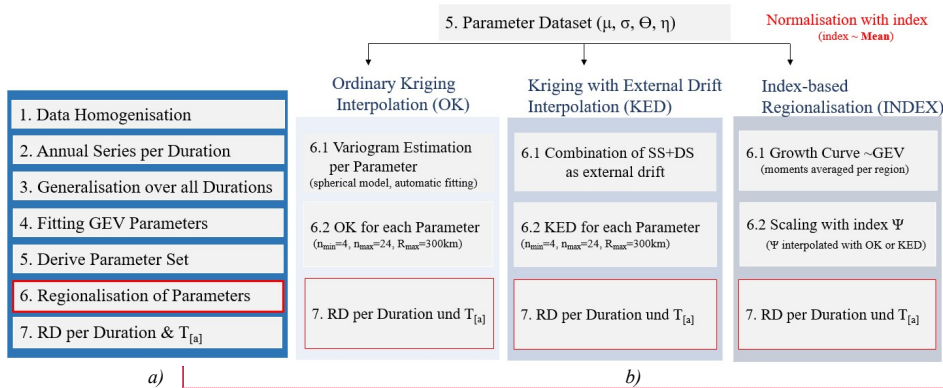 5. Parameter Dataset (μ, σ, Θ, η)
Normalisation with index
(index ~ Mean)
1. Data Homogenisation
2. Annual Series per Duration
3. Generalisation over all Durations
4. Fitting GEV Parameters
5. Derive Parameter Set
6. Regionalisation of Parameters
7. RD per Duration & T[a]
a)
Ordinary Kriging
Interpolation (OK)
6.1 Variogram Estimation
per Parameter
(spherical model, automatic fitting)
6.2 OK for each Parameter
(nmin=4, nmax=24, Rmax=300km)
7. RD per Duration und T[a]
Kriging with External Drift
Interpolation (KED)
6.1 Combination of SS+DS
as external drift
6.2 KED for each Parameter
(nmin=4, nmax=24, Rmax=300km)
7. RD per Duration und T[a]
Index-based
Regionalisation (INDEX)
6.1 Growth Curve ~GEV
(moments averaged per region)
6.2 Scaling with index Ψ
(Ψ interpolated with OK or KED)
7. RD per Duration und T[a]
b)